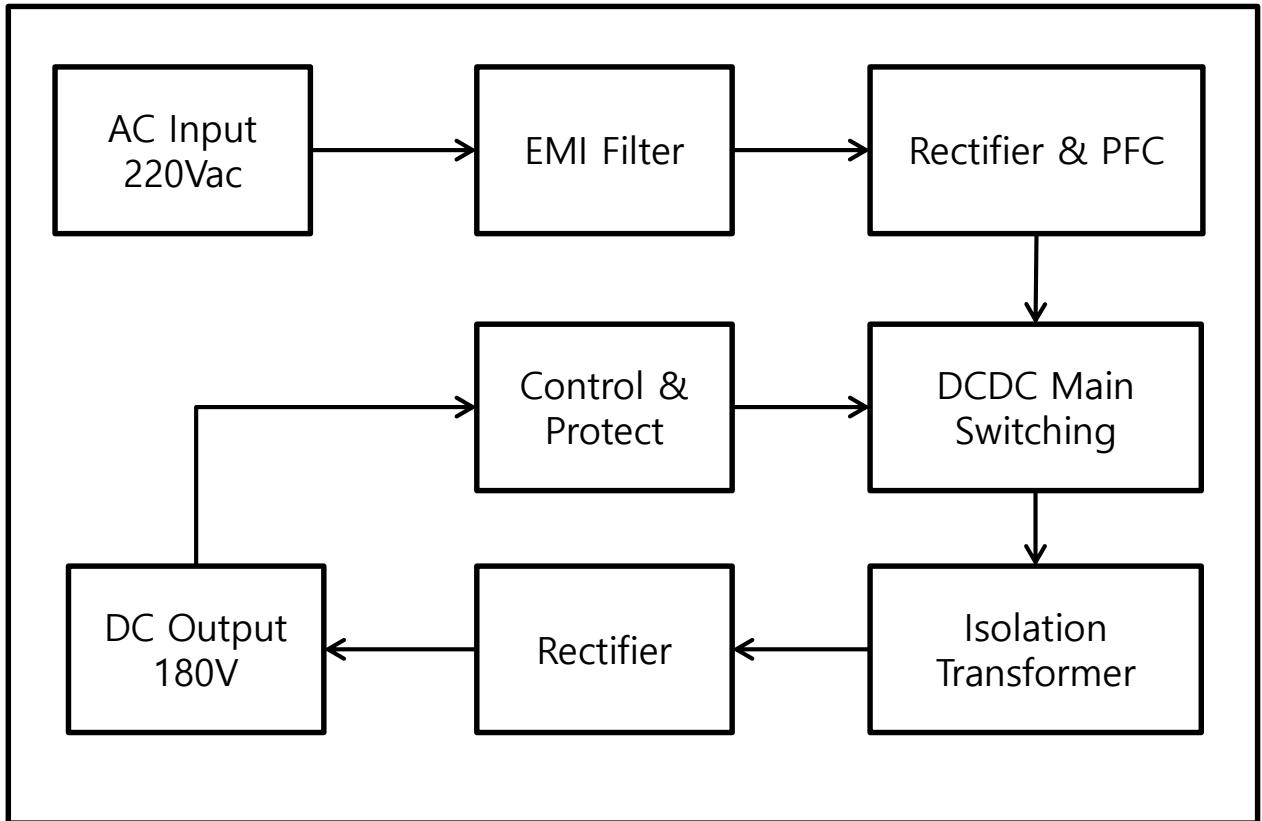 AC Input
220Vac
EMI Filter
Rectifier & PFC
Control &
Protect
DCDC Main
Switching
DC Output
180V
Rectifier
Isolation
Transformer